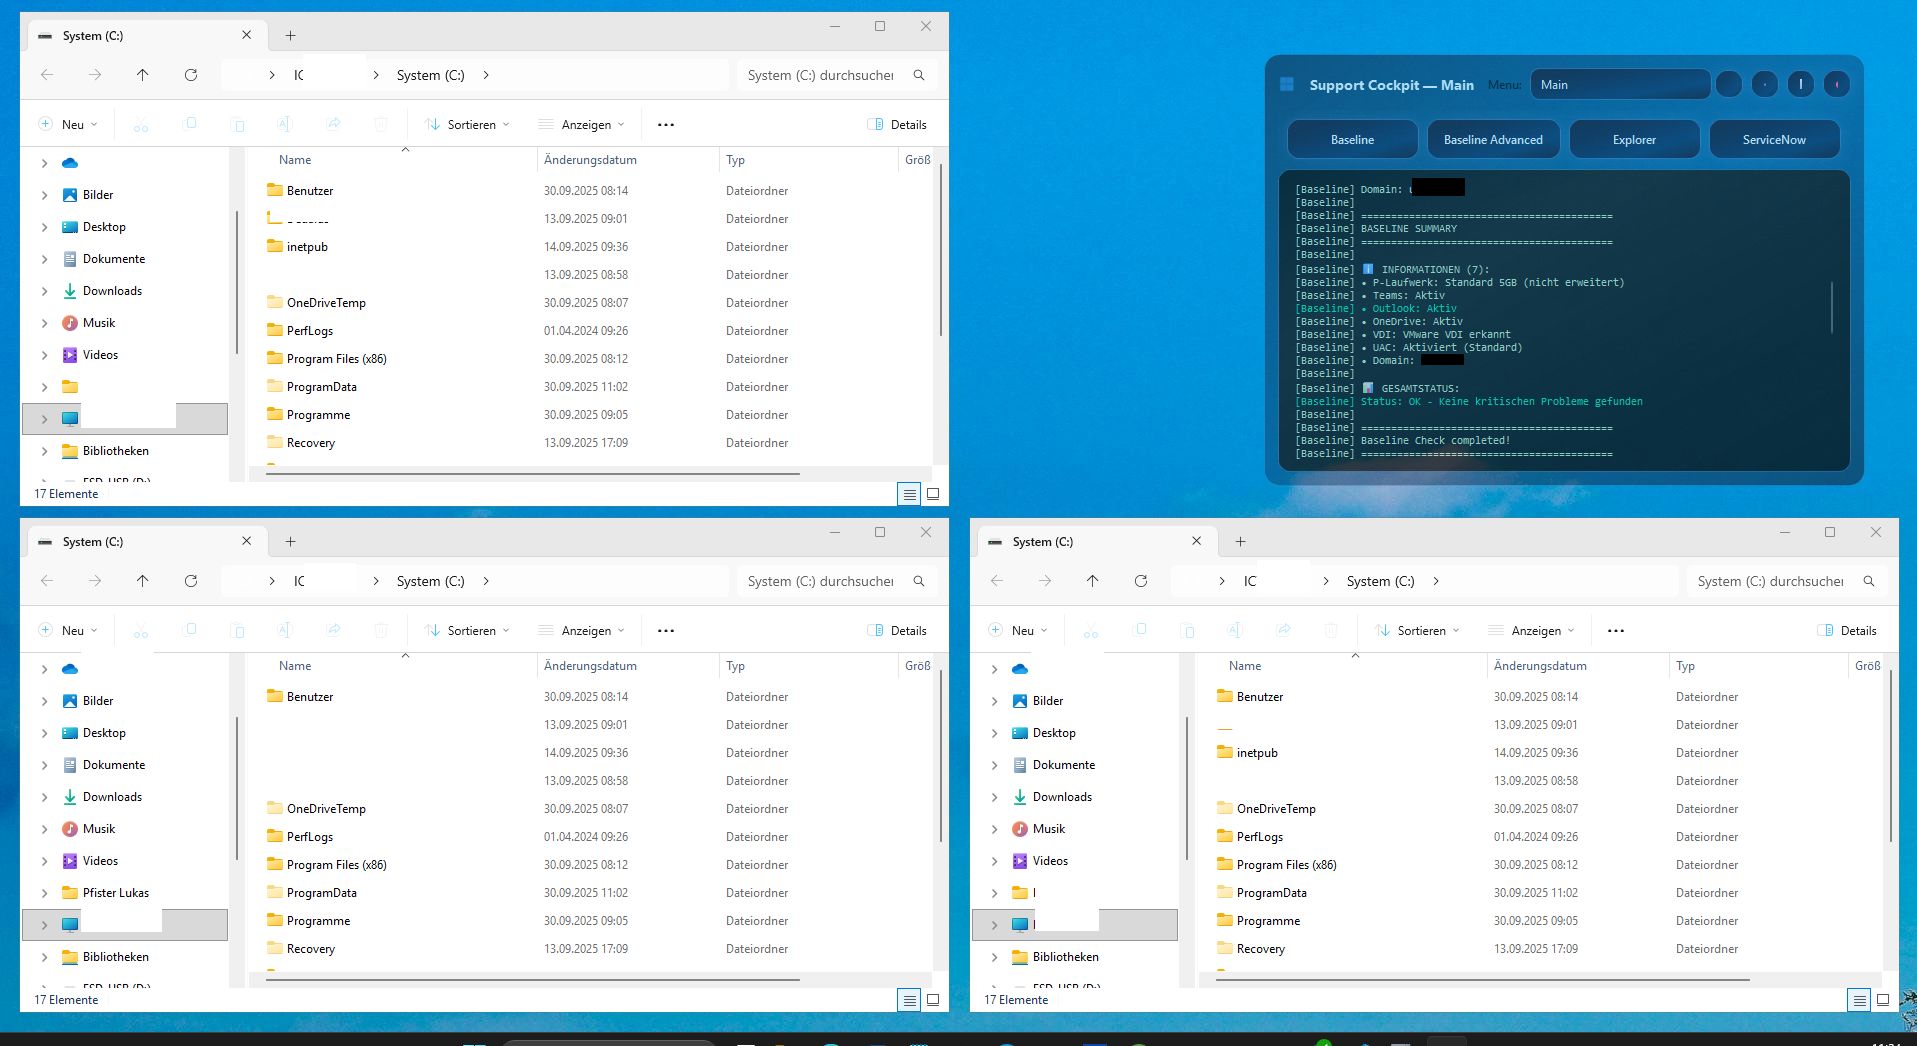 System (C:)
IC
System (C:)
System (C:) durchsuchen
Neu
Sortieren
Anzeigen
Details
Name
Änderungsdatum
Typ
Größ
Bilder
Desktop
Dokumente
Downloads
Musik
Videos
Bibliotheken
ESD-USB (D:)
Benutzer 30.09.2025 08:14 Dateiordner
13.09.2025 09:01 Dateiordner
inetpub 14.09.2025 09:36 Dateiordner
13.09.2025 08:58 Dateiordner
OneDriveTemp 30.09.2025 08:07 Dateiordner
PerfLogs 01.04.2024 09:26 Dateiordner
Program Files (x86) 30.09.2025 08:12 Dateiordner
ProgramData 30.09.2025 11:02 Dateiordner
Programme 30.09.2025 09:05 Dateiordner
Recovery 13.09.2025 17:09 Dateiordner
17 Elemente
Support Cockpit — Main Menu: Main
Baseline
Baseline Advanced
Explorer
ServiceNow
[Baseline] Domain:
[Baseline]
[Baseline] ==========================================
[Baseline] BASELINE SUMMARY
[Baseline] ==========================================
[Baseline]
[Baseline] ℹ️ INFORMATIONEN (7):
[Baseline] • P-Laufwerk: Standard 5GB (nicht erweitert)
[Baseline] • Teams: Aktiv
[Baseline] • Outlook: Aktiv
[Baseline] • OneDrive: Aktiv
[Baseline] • VDI: VMware VDI erkannt
[Baseline] • UAC: Aktiviert (Standard)
[Baseline] • Domain:
[Baseline]
[Baseline] 📊 GESAMTSTATUS:
[Baseline] Status: OK - Keine kritischen Probleme gefunden
[Baseline]
[Baseline] ==========================================
[Baseline] Baseline Check completed!
[Baseline] ==========================================
System (C:)
IC
System (C:)
System (C:) durchsuchen
Neu
Sortieren
Anzeigen
Details
Name
Änderungsdatum
Typ
Größ
Bilder
Desktop
Dokumente
Downloads
Musik
Videos
Pfister Lukas
Bibliotheken
ESD-USB (D:)
Benutzer 30.09.2025 08:14 Dateiordner
13.09.2025 09:01 Dateiordner
14.09.2025 09:36 Dateiordner
13.09.2025 08:58 Dateiordner
OneDriveTemp 30.09.2025 08:07 Dateiordner
PerfLogs 01.04.2024 09:26 Dateiordner
Program Files (x86) 30.09.2025 08:12 Dateiordner
ProgramData 30.09.2025 11:02 Dateiordner
Programme 30.09.2025 09:05 Dateiordner
Recovery 13.09.2025 17:09 Dateiordner
17 Elemente
System (C:)
IC
System (C:)
System (C:) durchsuchen
Neu
Sortieren
Anzeigen
Details
Name
Änderungsdatum
Typ
Größ
Bilder
Desktop
Dokumente
Downloads
Musik
Videos
Bibliotheken
ESD-USB (D:)
Benutzer 30.09.2025 08:14 Dateiordner
13.09.2025 09:01 Dateiordner
inetpub 14.09.2025 09:36 Dateiordner
13.09.2025 08:58 Dateiordner
OneDriveTemp 30.09.2025 08:07 Dateiordner
PerfLogs 01.04.2024 09:26 Dateiordner
Program Files (x86) 30.09.2025 08:12 Dateiordner
ProgramData 30.09.2025 11:02 Dateiordner
Programme 30.09.2025 09:05 Dateiordner
Recovery 13.09.2025 17:09 Dateiordner
17 Elemente